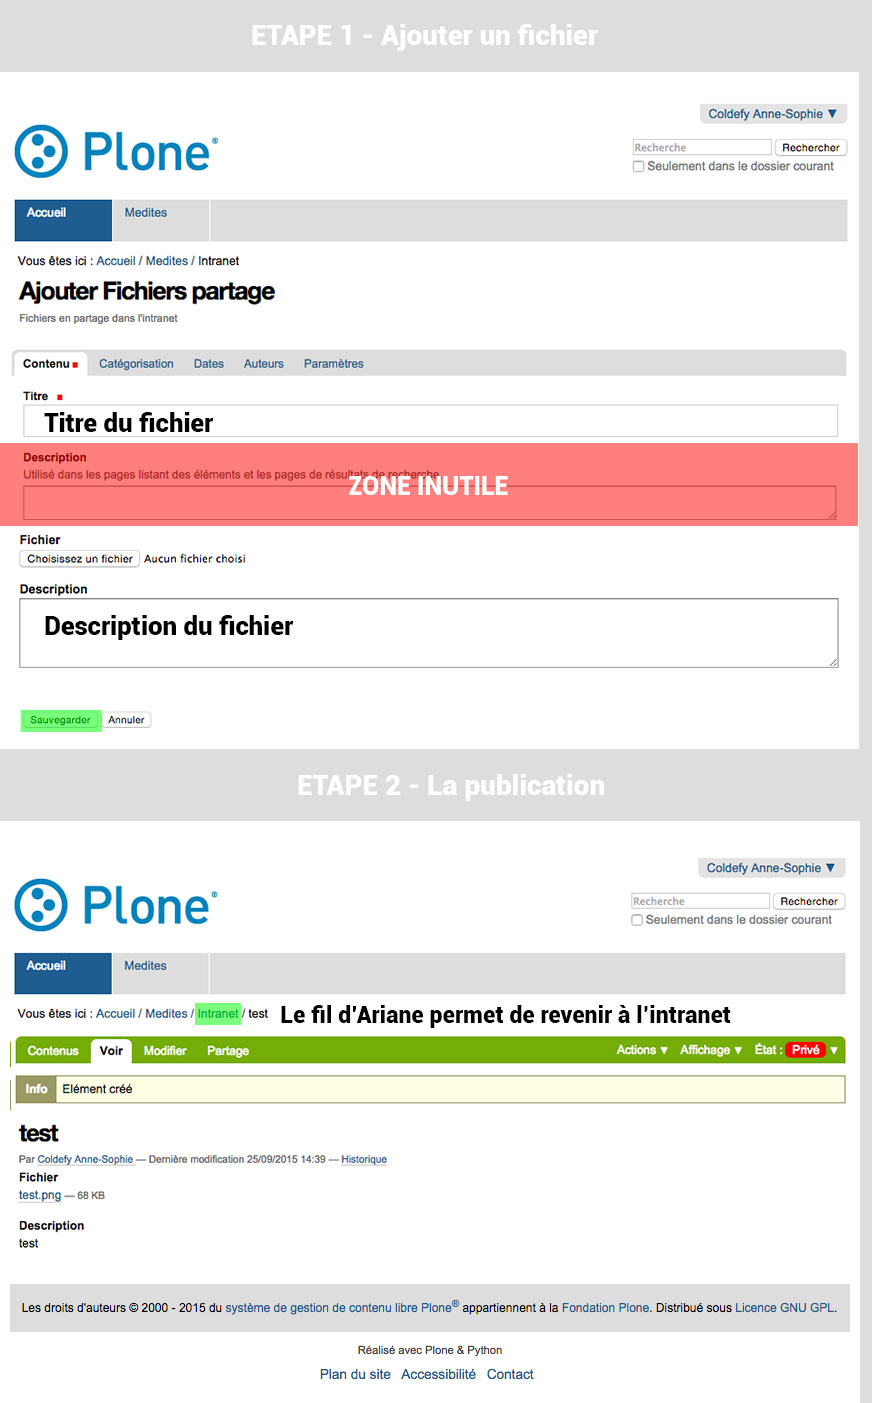 ETAPE 1 - Ajouter un fichier
Coldefy Anne-Sophie ▼
Plone®
Recherche Rechercher
Seulement dans le dossier courant
Accueil Medites
Vous êtes ici : Accueil / Medites / Intranet
Ajouter Fichiers partage
Fichiers en partage dans l'intranet
Contenu Catégorisation Dates Auteurs Paramètres
Titre
Titre du fichier
Description
Utilisé dans les pages listant des éléments et les pages de résultats de recherche.
ZONE INUTILE
Fichier
Choisissez un fichier Aucun fichier choisi
Description
Description du fichier
Sauvegarder Annuler
ETAPE 2 - La publication
Coldefy Anne-Sophie ▼
Plone®
Recherche Rechercher
Seulement dans le dossier courant
Accueil Medites
Vous êtes ici : Accueil / Medites / Intranet / test Le fil d'Ariane permet de revenir à l'intranet
Contenus Voir Modifier Partage Actions ▼ Affichage ▼ État : Privé ▼
Info Elément créé
test
Par Coldefy Anne-Sophie — Dernière modification 25/09/2015 14:39 — Historique
Fichier
test.png — 68 KB
Description
test
Les droits d'auteurs © 2000 - 2015 du système de gestion de contenu libre Plone® appartiennent à la Fondation Plone. Distribué sous Licence GNU GPL.
Réalisé avec Plone & Python
Plan du site Accessibilité Contact